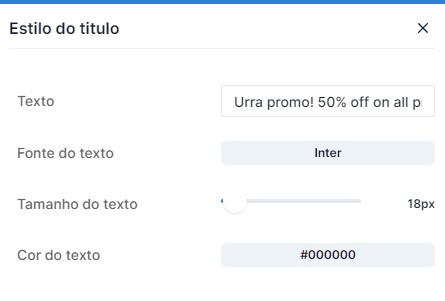 Estilo do titulo
Texto
Urra promo! 50% off on all p
Fonte do texto
Inter
Tamanho do texto
18px
Cor do texto
#000000